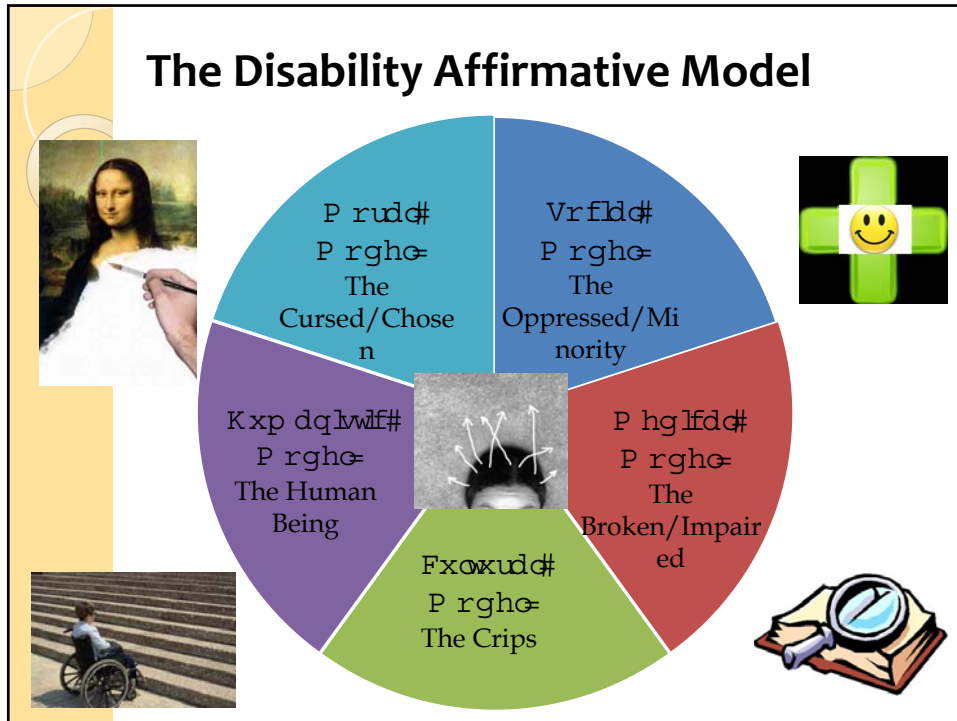 The Disability Affirmative Model
P rudo#
P rgho=
The
Cursed/Chose
n
Vrfldo#
P rgho=
The
Oppressed/Mi
nority
Kxp dqlvwlf#
P rgho=
The Human
Being
P hglfdo#
P rgho=
The
Broken/Impair
ed
Fxowxudo#
P rgho=
The Crips